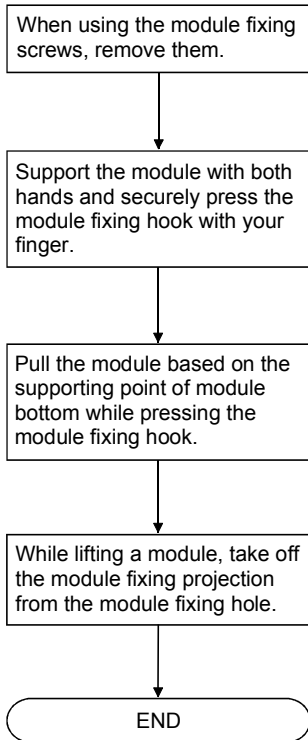 When using the module fixing
screws, remove them.
Support the module with both
hands and securely press the
module fixing hook with your
finger.
Pull the module based on the
supporting point of module
bottom while pressing the
module fixing hook.
While lifting a module, take off
the module fixing projection
from the module fixing hole.
END